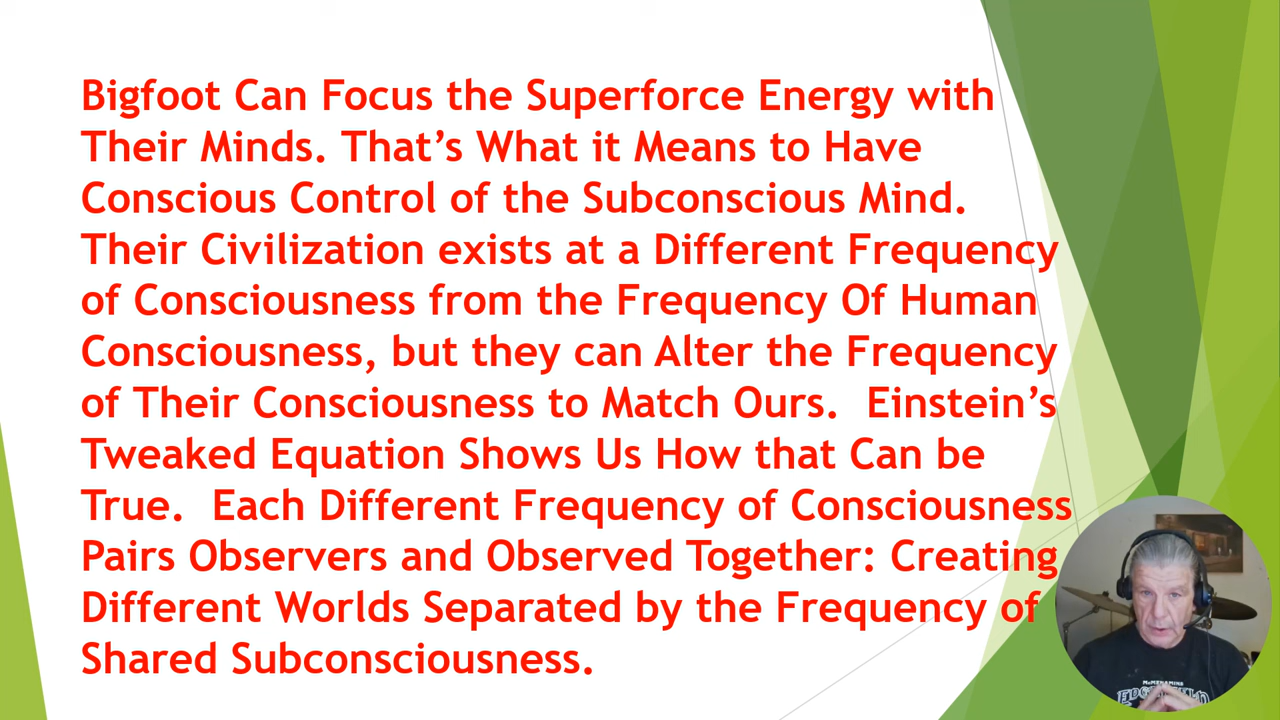 Bigfoot Can Focus the Superforce Energy with
Their Minds. That’s What it Means to Have
Conscious Control of the Subconscious Mind.
Their Civilization exists at a Different Frequency
of Consciousness from the Frequency Of Human
Consciousness, but they can Alter the Frequency
of Their Consciousness to Match Ours.  Einstein’s
Tweaked Equation Shows Us How that Can be
True.  Each Different Frequency of Consciousness
Pairs Observers and Observed Together: Creating
Different Worlds Separated by the Frequency of
Shared Subconsciousness.